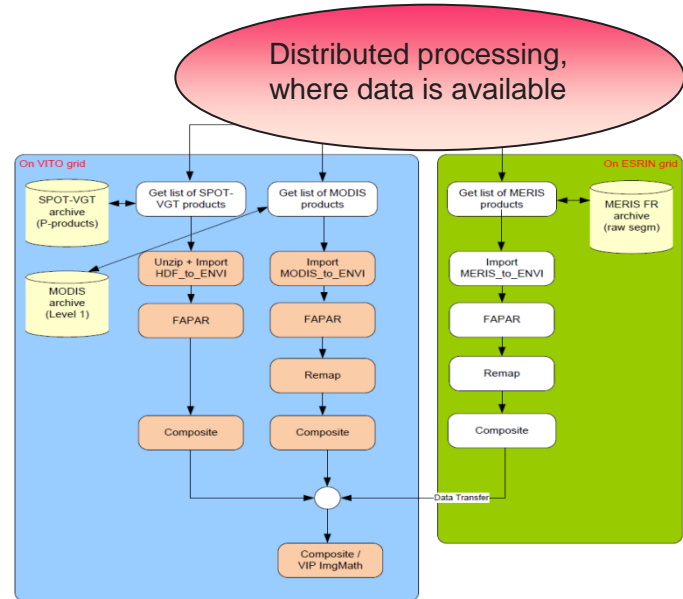 Distributed processing,
where data is available
On VITO grid
On ESRIN grid
SPOT-VGT
archive
(P-products)
Get list of SPOT-
VGT products
Get list of MODIS
products
Get list of MERIS
products
MERIS FR
archive
(raw segm)
MODIS
archive
(Level 1)
Unzip + Import
HDF_to_ENVI
Import
MODIS_to_ENVI
Import
MERIS_to_ENVI
FAPAR
FAPAR
FAPAR
Remap
Remap
Composite
Composite
Composite
Data Transfer
Composite /
VIP ImgMath